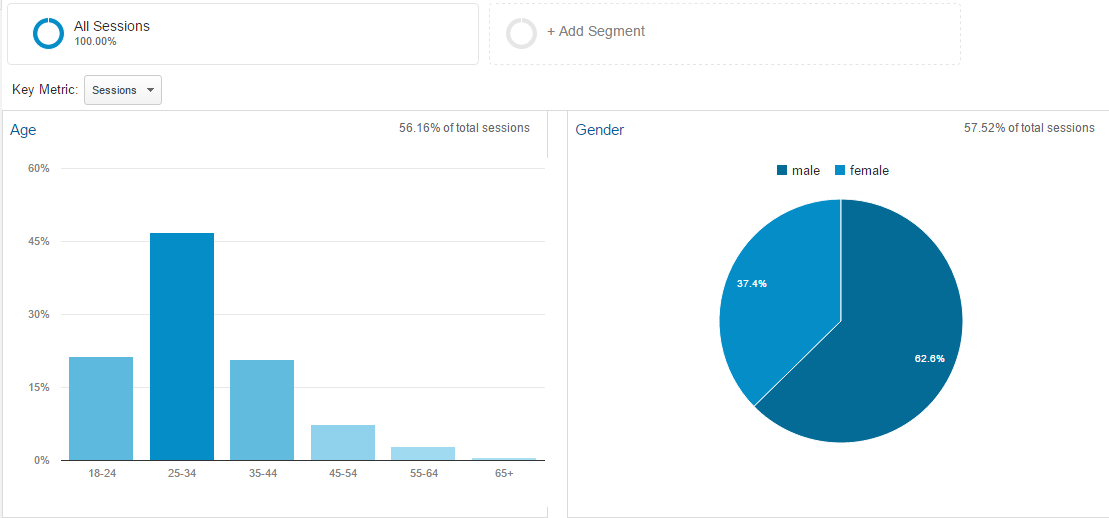 All Sessions
100.00%
+ Add Segment
Key Metric: Sessions
Age
56.16% of total sessions
60%
45%
30%
15%
0%
18-24 25-34 35-44 45-54 55-64 65+
Gender
57.52% of total sessions
male female
37.4%
62.6%